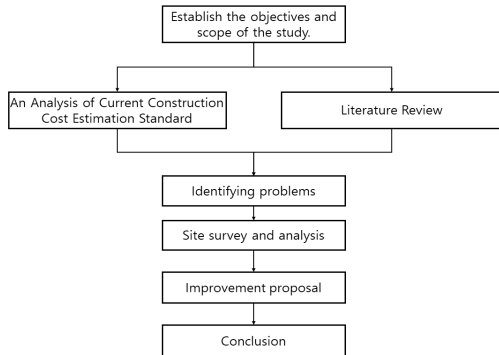 Establish the objectives and
scope of the study.
An Analysis of Current Construction
Cost Estimation Standard
Literature Review
Identifying problems
Site survey and analysis
Improvement proposal
Conclusion